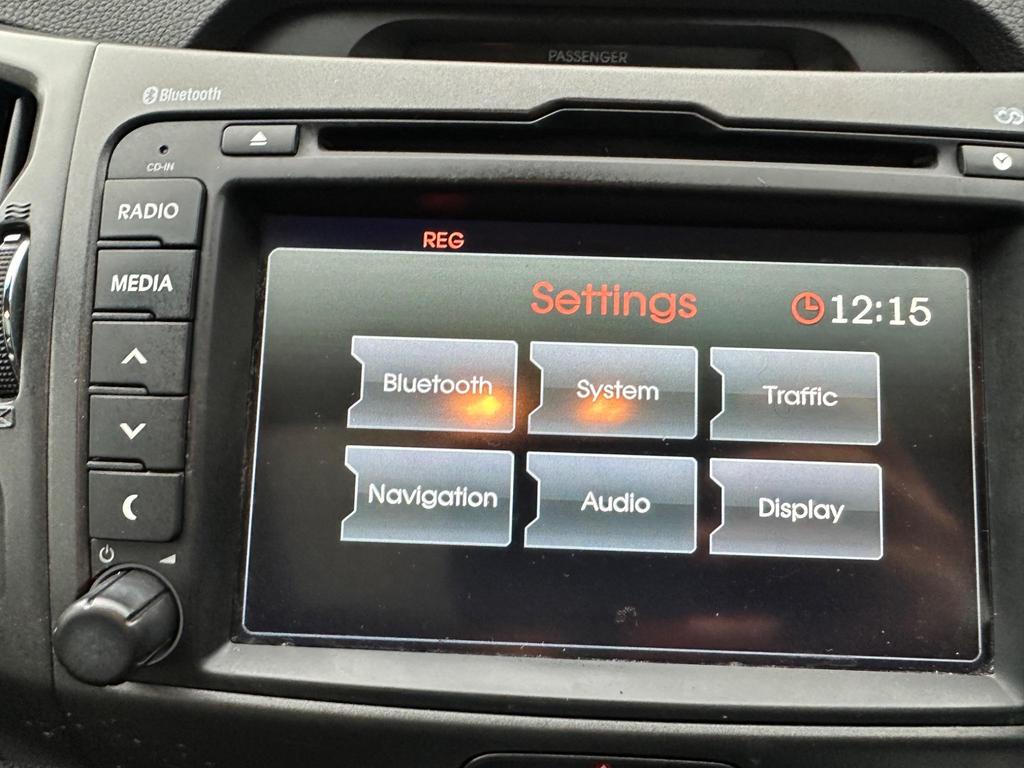 PASSENGER
Bluetooth
CD-IN
RADIO
MEDIA
REG
Settings
12:15
Bluetooth
System
Traffic
Navigation
Audio
Display